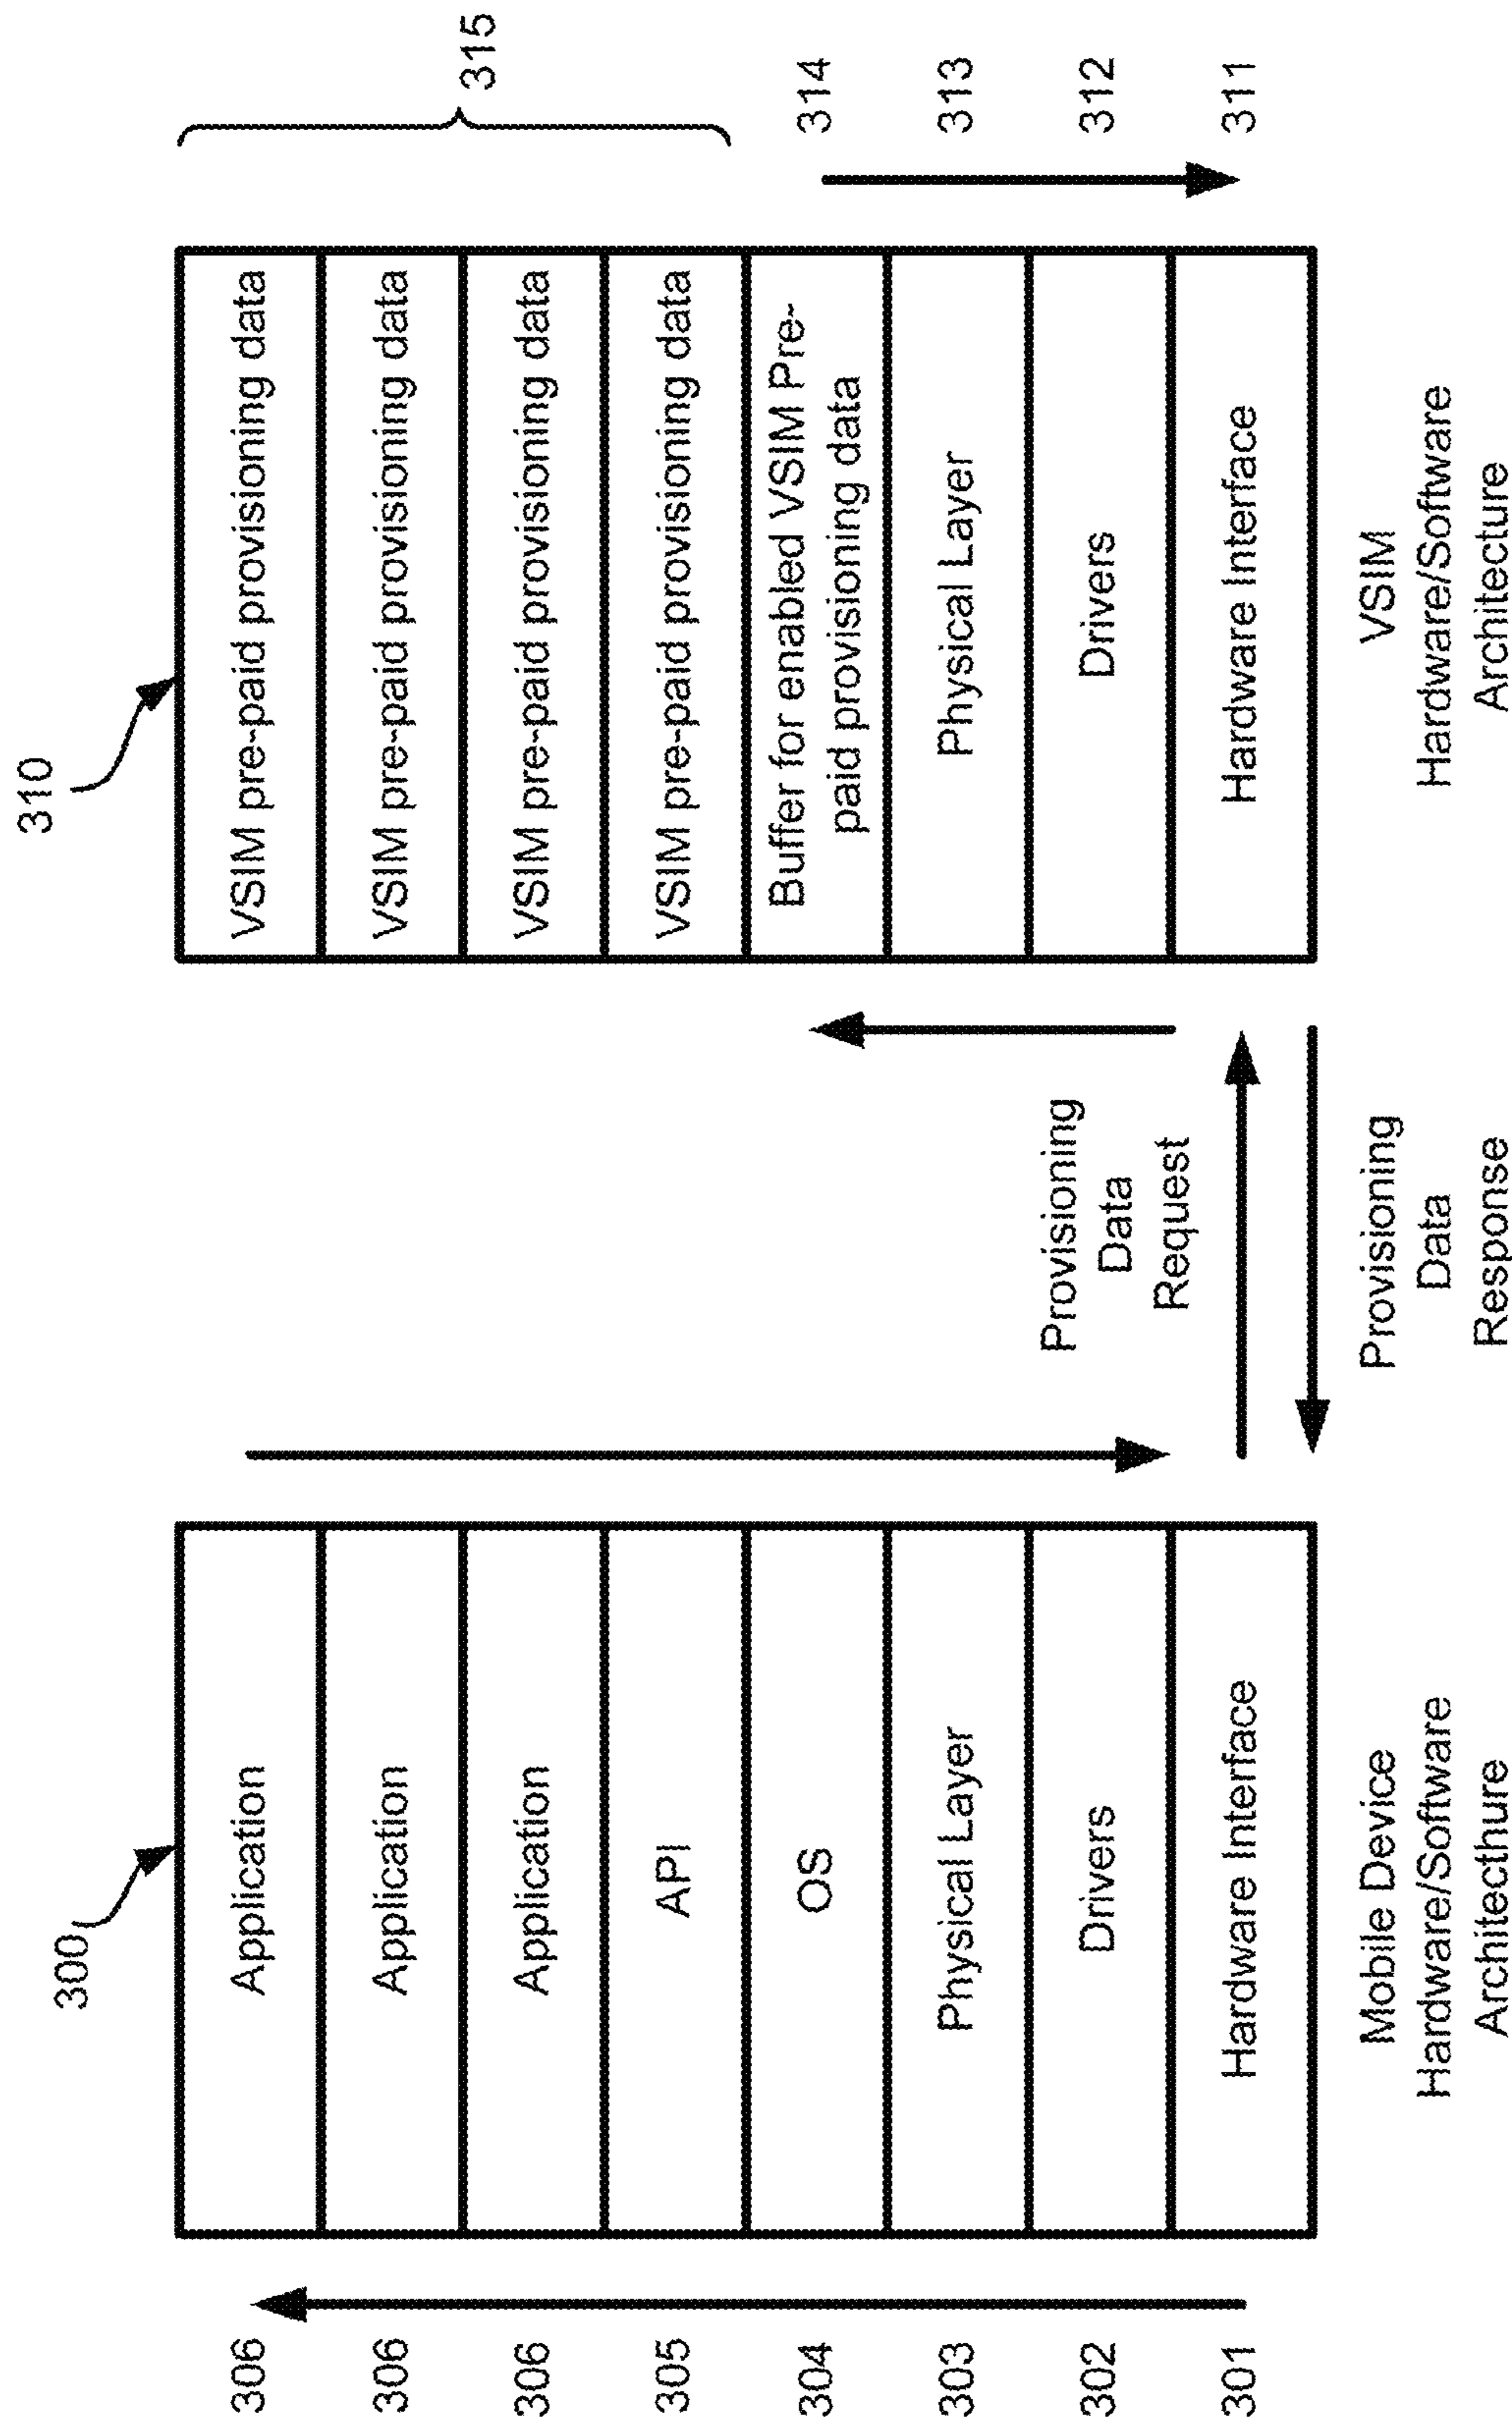 300
306
Application
306
Application
306
Application
305
API
304
OS
303
Physical Layer
302
Drivers
301
Hardware Interface
Mobile Device
Hardware/Software
Architecthure
Provisioning
Data
Request
Provisioning
Data
Response
310
VSIM pre-paid provisioning data
VSIM pre-paid provisioning data
VSIM pre-paid provisioning data
VSIM pre-paid provisioning data
315
Buffer for enabled VSIM Pre-
paid provisioning data
314
Physical Layer
313
Drivers
312
Hardware Interface
311
VSIM
Hardware/Software
Architecture